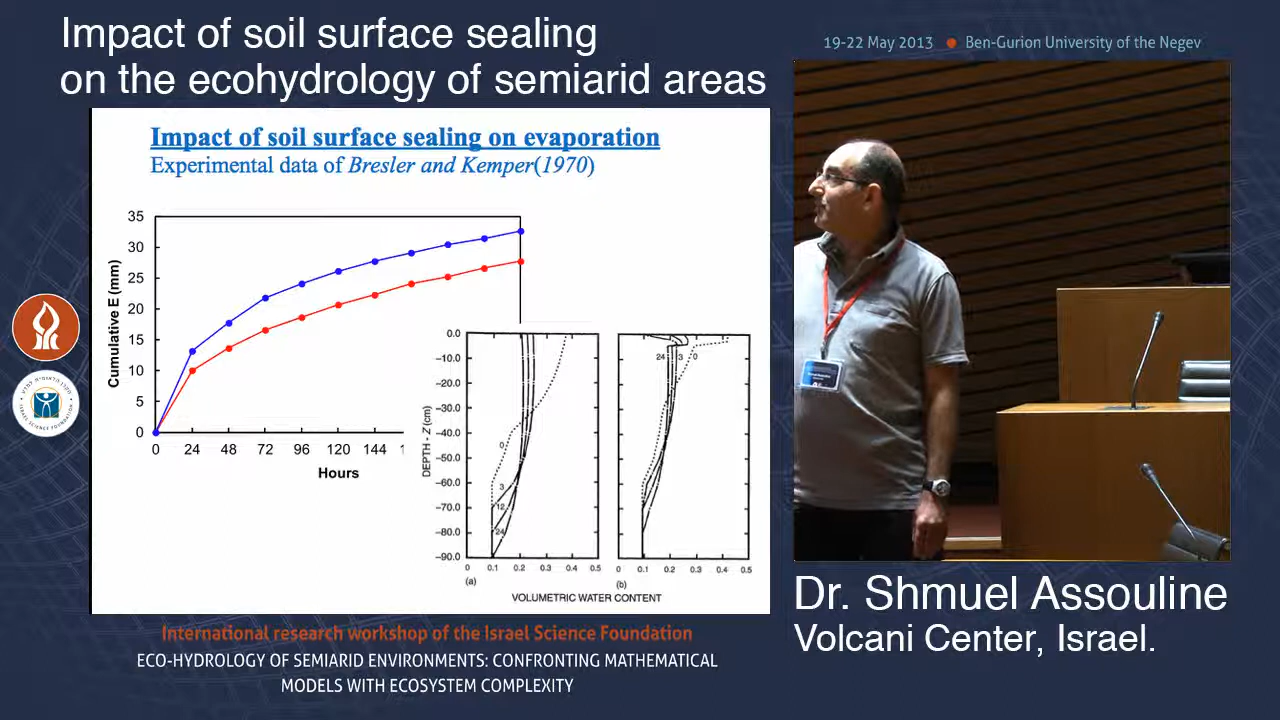 Impact of soil surface sealing
on the ecohydrology of semiarid areas
19-22 May 2013 ● Ben-Gurion University of the Negev
Impact of soil surface sealing on evaporation
Experimental data of Bresler and Kemper(1970)
35
30
25
20
15
10
5
0
Cumulative E (mm)
0 24 48 72 96 120 144
Hours
0.0
-10.0
-20.0
-30.0
-40.0
-50.0
-60.0
-70.0
-80.0
-90.0
DEPTH - Z (cm)
0
3
12
24
24 3 0
0 0.1 0.2 0.3 0.4 0.5
0 0.1 0.2 0.3 0.4 0.5
(a)
(b)
VOLUMETRIC WATER CONTENT
Dr. Shmuel Assouline
Volcani Center, Israel.
International research workshop of the Israel Science Foundation
ECO-HYDROLOGY OF SEMIARID ENVIRONMENTS: CONFRONTING MATHEMATICAL
MODELS WITH ECOSYSTEM COMPLEXITY